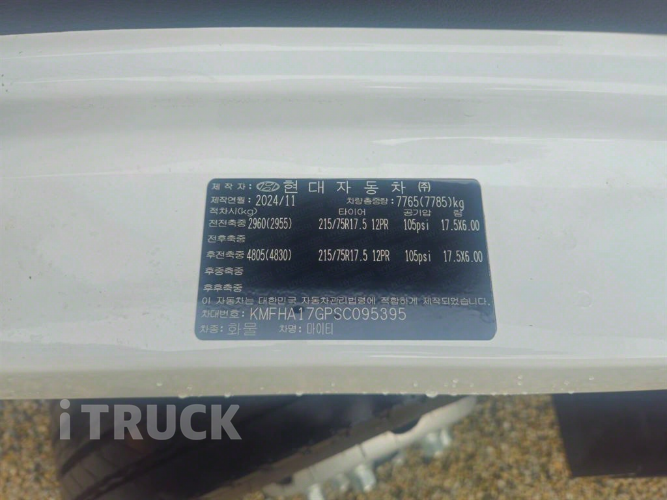 제 작 자 : HYUNDAI 현 대 자 동 차 ㈜
제작연월 : 2024/11 차량총중량 : 7765(7785)kg
적차시(kg) 타이어 공기압 림
전전축중 2960(2955) 215/75R17.5 12PR 105psi 17.5X6.00
전후축중
후전축중 4805(4830) 215/75R17.5 12PR 105psi 17.5X6.00
후중축중
후후축중
이 자동차는 대한민국 자동차관리법령에 적합하게 제작되었습니다.
차대번호 : KMFHA17GPSC095395
차종 : 화물 차명 : 마이티
iTRUCK